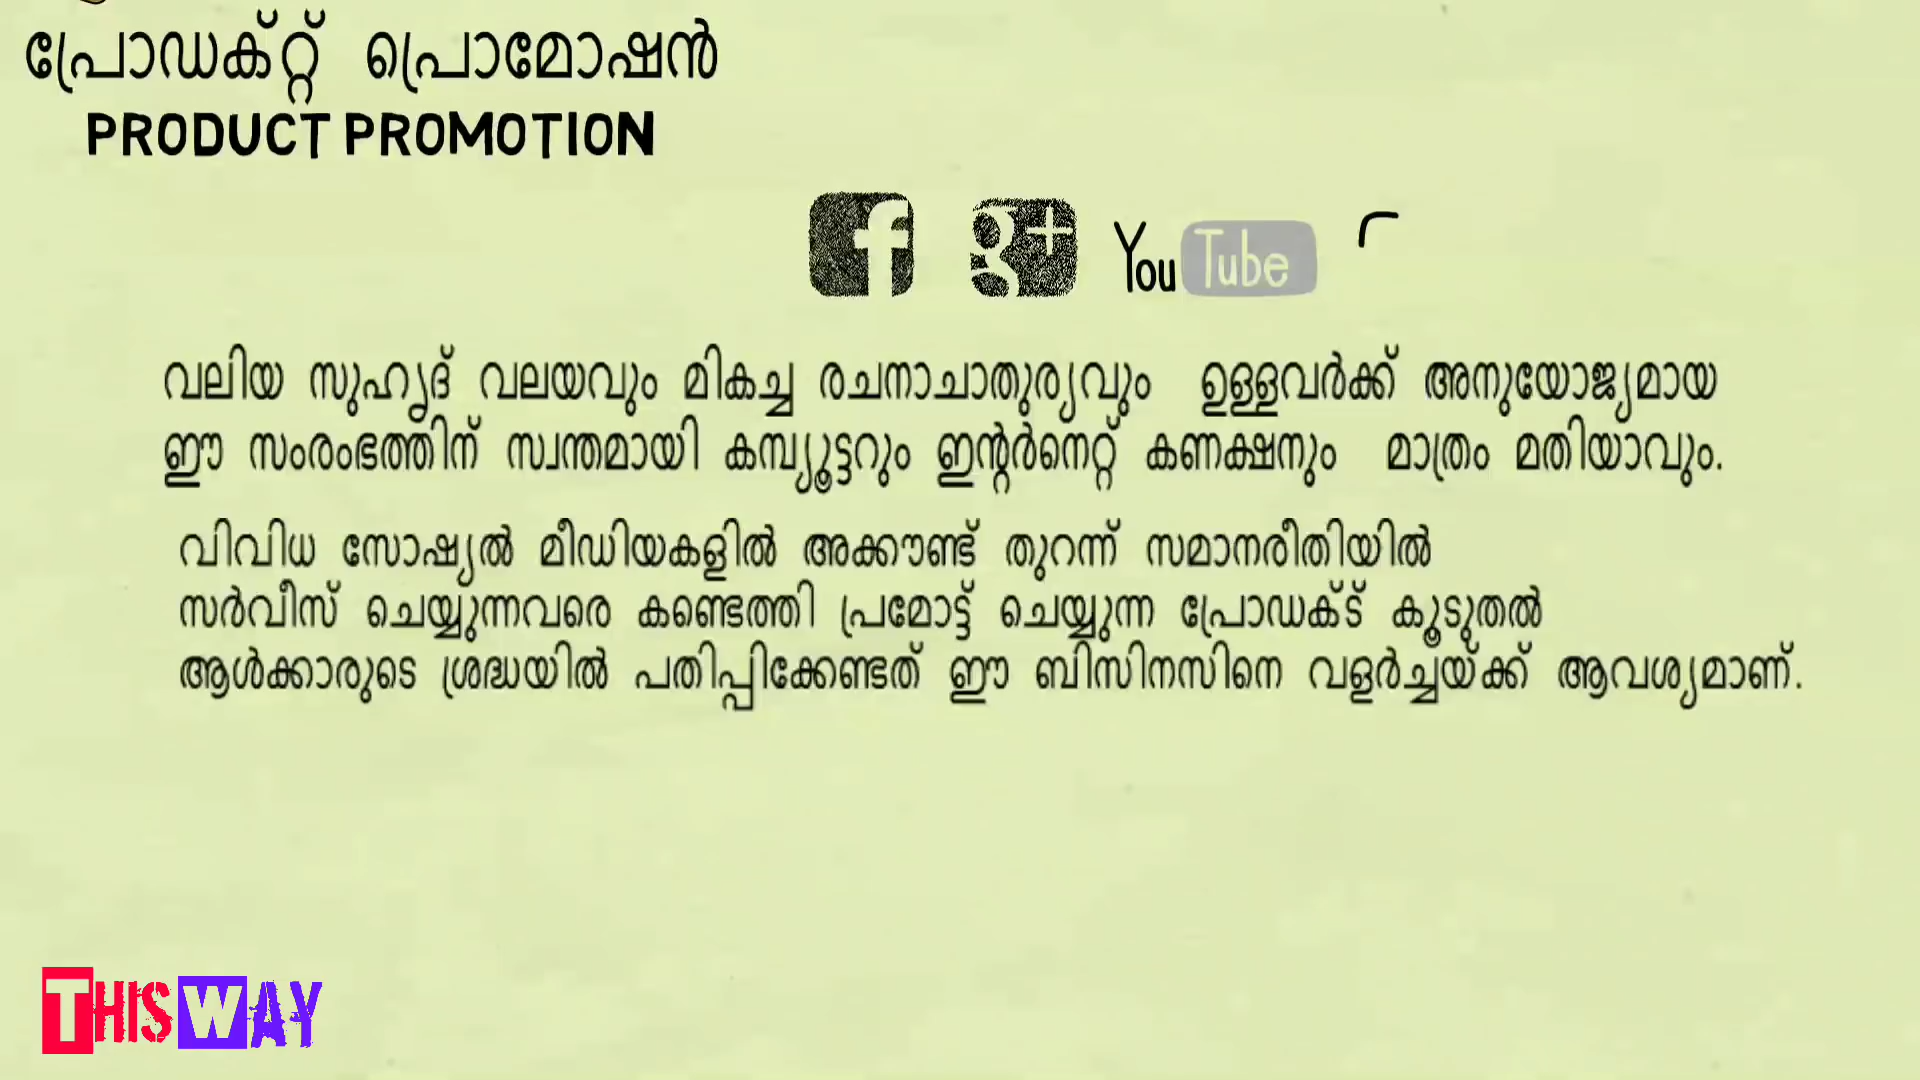 പ്രോഡക്റ്റ് പ്രൊമോഷൻ
PRODUCT PROMOTION
f g+ YouTube
വലിയ സുഹൃദ് വലയവും മികച്ച രചനാചാതുര്യവും ഉള്ളവർക്ക് അനുയോജ്യമായ
ഈ സംരംഭത്തിന് സ്വന്തമായി കമ്പ്യൂട്ടറും ഇന്റർനെറ്റ് കണക്ഷനും മാത്രം മതിയാവും.
വിവിധ സോഷ്യൽ മീഡിയകളിൽ അക്കൗണ്ട് തുറന്ന് സമാനരീതിയിൽ
സർവീസ് ചെയ്യുന്നവരെ കണ്ടെത്തി പ്രമോട്ട് ചെയ്യുന്ന പ്രോഡക്ട് കൂടുതൽ
ആൾക്കാരുടെ ശ്രദ്ധയിൽ പതിപ്പിക്കേണ്ടത് ഈ ബിസിനസിനെ വളർച്ചയ്ക്ക് ആവശ്യമാണ്.
THIS WAY